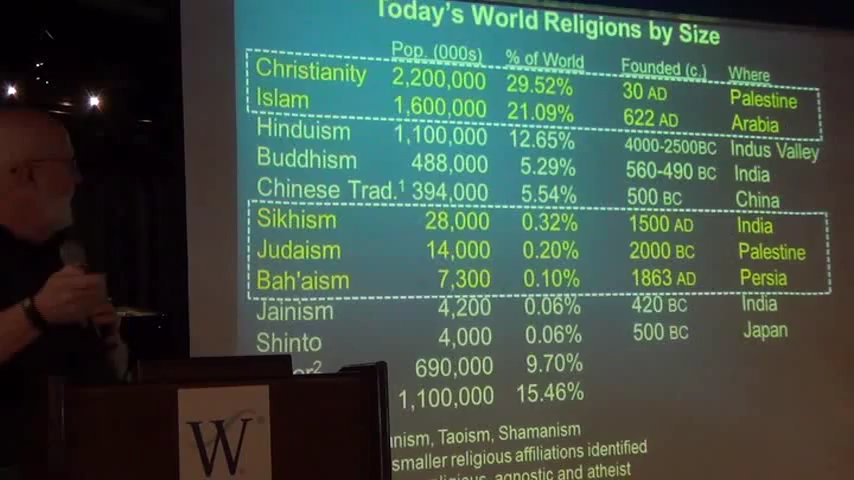 Today's World Religions by Size
Pop. (000s) % of World Founded (c.) Where
Christianity 2,200,000 29.52% 30 AD Palestine
Islam 1,600,000 21.09% 622 AD Arabia
Hinduism 1,100,000 12.65% 4000-2500BC Indus Valley
Buddhism 488,000 5.29% 560-490 BC India
Chinese Trad.1 394,000 5.54% 500 BC China
Sikhism 28,000 0.32% 1500 AD India
Judaism 14,000 0.20% 2000 BC Palestine
Bah'aism 7,300 0.10% 1863 AD Persia
Jainism 4,200 0.06% 420 BC India
Shinto 4,000 0.06% 500 BC Japan
690,000 9.70%
1,100,000 15.46%
Taoism, Shamanism
smaller religious affiliations identified
agnostic and atheist
W